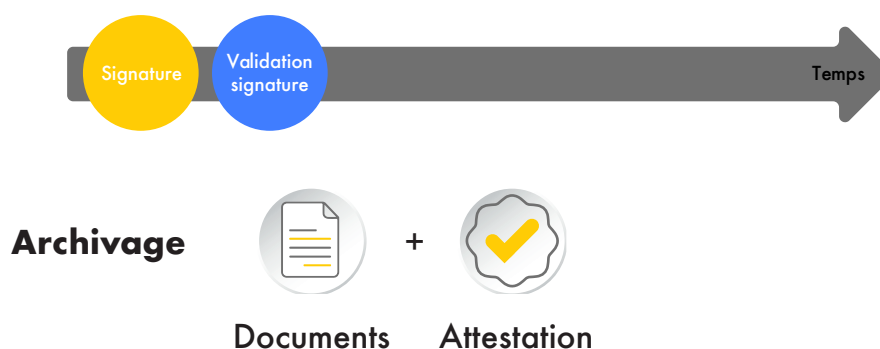 Signature
Validation
signature
Temps
Archivage
+
Documents
Attestation